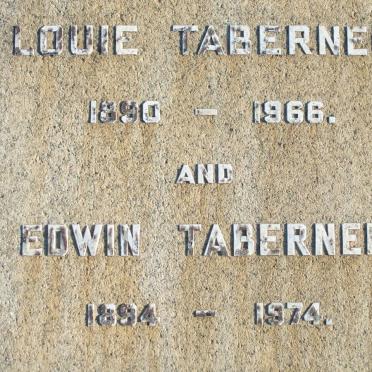 LOUIE TABERNE
1890 – 1966.
AND
EDWIN TABERNE
1894 – 1974.